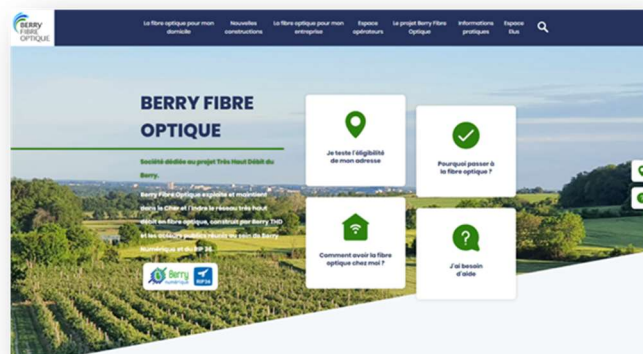 BERRY
FIBRE
OPTIQUE
La fibre optique pour mon
domicile
Nouvelles
constructions
La fibre optique pour mon
entreprise
Espace
opérateurs
Le projet Berry Fibre
Optique
Informations
pratiques
Espace
Elus
BERRY FIBRE
OPTIQUE
Société dédiée au projet Très Haut Débit du
Berry.
Berry Fibre Optique exploite et maintient
dans le Cher et l'Indre le réseau très haut
débit en fibre optique, construit par Berry THD
et les acteurs publics réunis au sein de Berry
Numérique et du RIP 36.
Berry
numérique
RIP36
Je teste l'éligibilité
de mon adresse
Pourquoi passer à
la fibre optique ?
Comment avoir la fibre
optique chez moi ?
J'ai besoin
d'aide